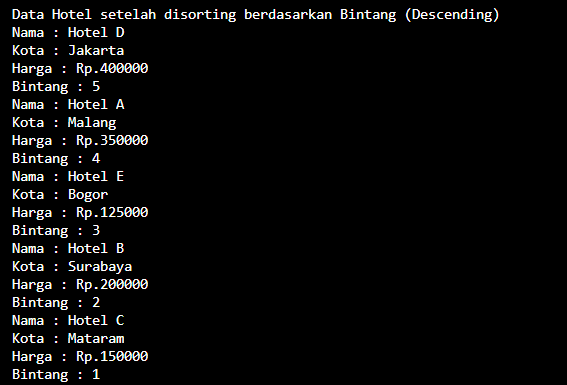 Data Hotel setelah disorting berdasarkan Bintang (Descending)
Nama : Hotel D
Kota : Jakarta
Harga : Rp.400000
Bintang : 5
Nama : Hotel A
Kota : Malang
Harga : Rp.350000
Bintang : 4
Nama : Hotel E
Kota : Bogor
Harga : Rp.125000
Bintang : 3
Nama : Hotel B
Kota : Surabaya
Harga : Rp.200000
Bintang : 2
Nama : Hotel C
Kota : Mataram
Harga : Rp.150000
Bintang : 1